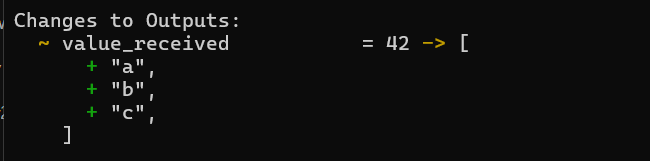 Changes to Outputs:
~ value_received = 42 -> [
+ "a",
+ "b",
+ "c",
]